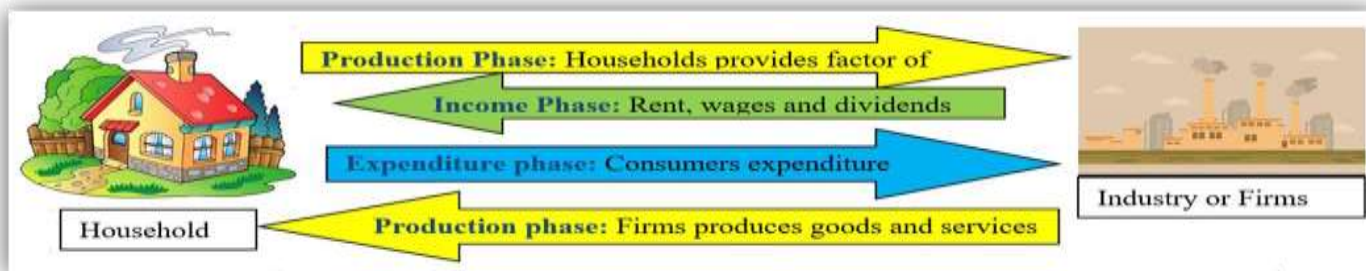 Production Phase: Households provides factor of
Income Phase: Rent, wages and dividends
Expenditure phase: Consumers expenditure
Industry or Firms
Production phase: Firms produces goods and services
Household